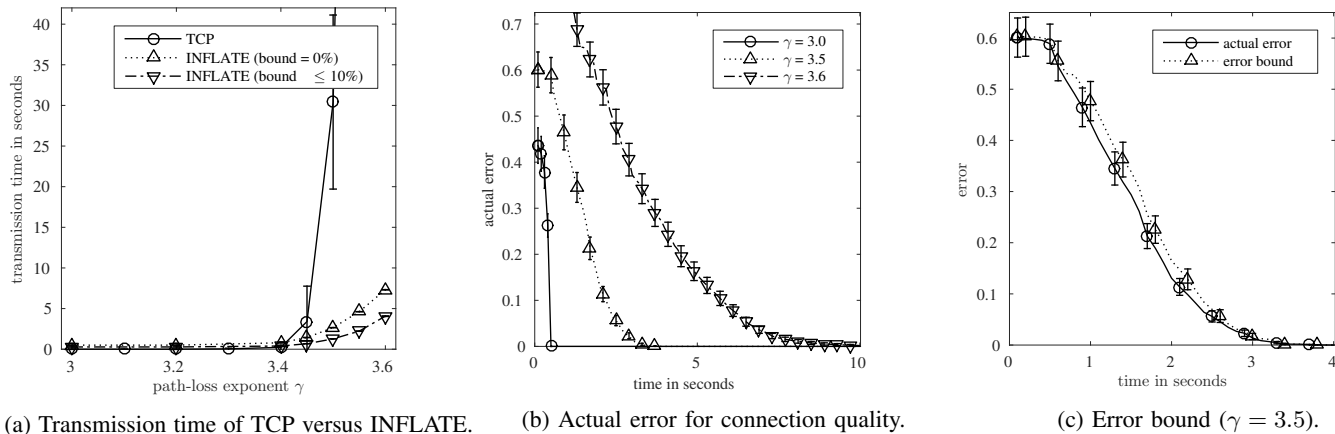 40
35
30
25
20
15
10
5
0
transmission time in seconds
TCP
INFLATE (bound = 0%)
INFLATE (bound ≤ 10%)
3
3.2
3.4
3.6
path-loss exponent γ
(a) Transmission time of TCP versus INFLATE.
0.7
0.6
0.5
0.4
0.3
0.2
0.1
0
actual error
γ = 3.0
γ = 3.5
γ = 3.6
0
5
10
time in seconds
(b) Actual error for connection quality.
0.6
0.5
0.4
0.3
0.2
0.1
0
error
actual error
error bound
0
1
2
3
4
time in seconds
(c) Error bound (γ = 3.5).